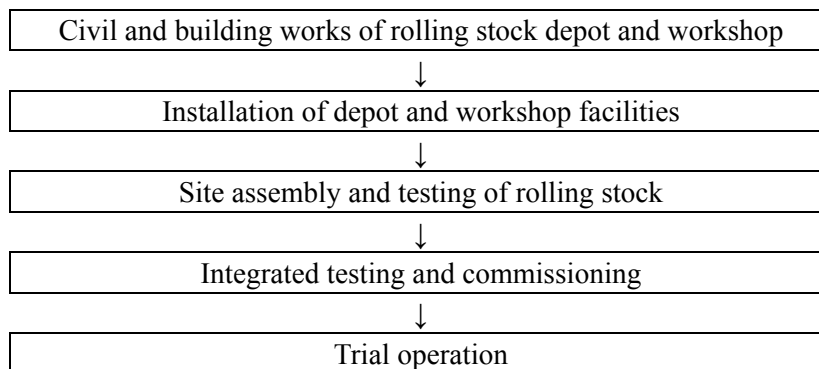 Civil and building works of rolling stock depot and workshop
↓
Installation of depot and workshop facilities
↓
Site assembly and testing of rolling stock
↓
Integrated testing and commissioning
↓
Trial operation